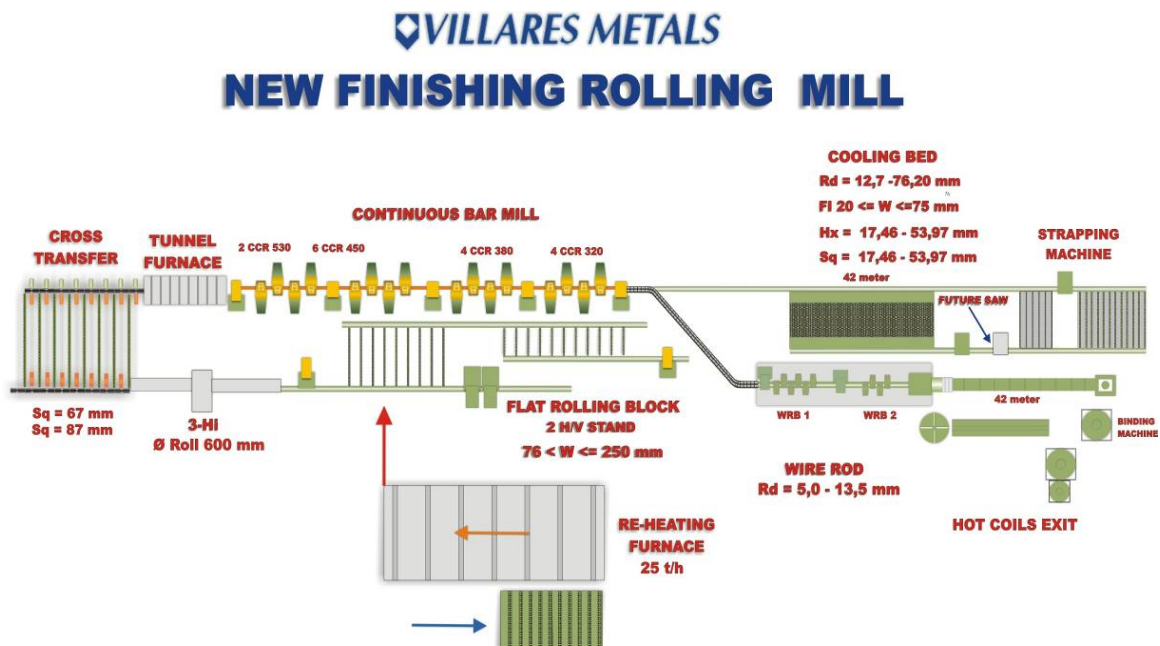 VILLARES METALS
NEW FINISHING ROLLING MILL
COOLING BED
Rd = 12,7 -76,20 mm
Fl 20 <= W <=75 mm
Hx = 17,46 - 53,97 mm
Sq = 17,46 - 53,97 mm
42 meter
CONTINUOUS BAR MILL
CROSS
TRANSFER
TUNNEL
FURNACE
2 CCR 530
6 CCR 450
4 CCR 380
4 CCR 320
STRAPPING
MACHINE
FUTURE SAW
Sq = 67 mm
Sq = 87 mm
3-Hi
Ø Roll 600 mm
FLAT ROLLING BLOCK
2 H/V STAND
76 < W <= 250 mm
WRB 1
WRB 2
42 meter
BINDING
MACHINE
WIRE ROD
Rd = 5,0 - 13,5 mm
HOT COILS EXIT
RE-HEATING
FURNACE
25 t/h